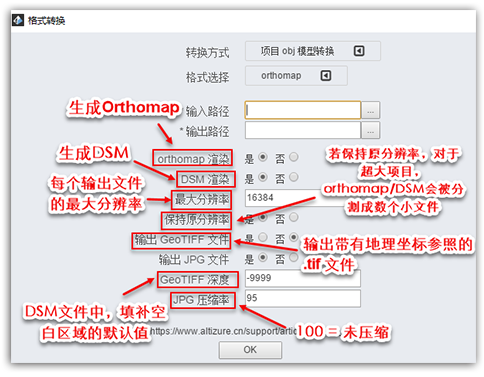 格式转换
转换方式 项目 obj 模型转换
格式选择 orthomap
生成Orthomap
* 输入路径 ...
* 输出路径 ...
orthomap 渲染 是 否
生成DSM
DSM 渲染 是 否
每个输出文件
的最大分辨率
最大分辨率 16384
若保持原分辨率,对于
超大项目,
orthomap/DSM会被分
割成数个小文件
保持原分辨率 是 否
输出 GeoTIFF 文件 是 否
输出带有地理坐标参照的
.tif 文件
输出 JPG 文件 是 否
GeoTIFF 深度 -9999
JPG 压缩率 95
DSM文件中,填补空
白区域的默认值
https://www.altizure.cn/support/arti
100 = 未压缩
OK